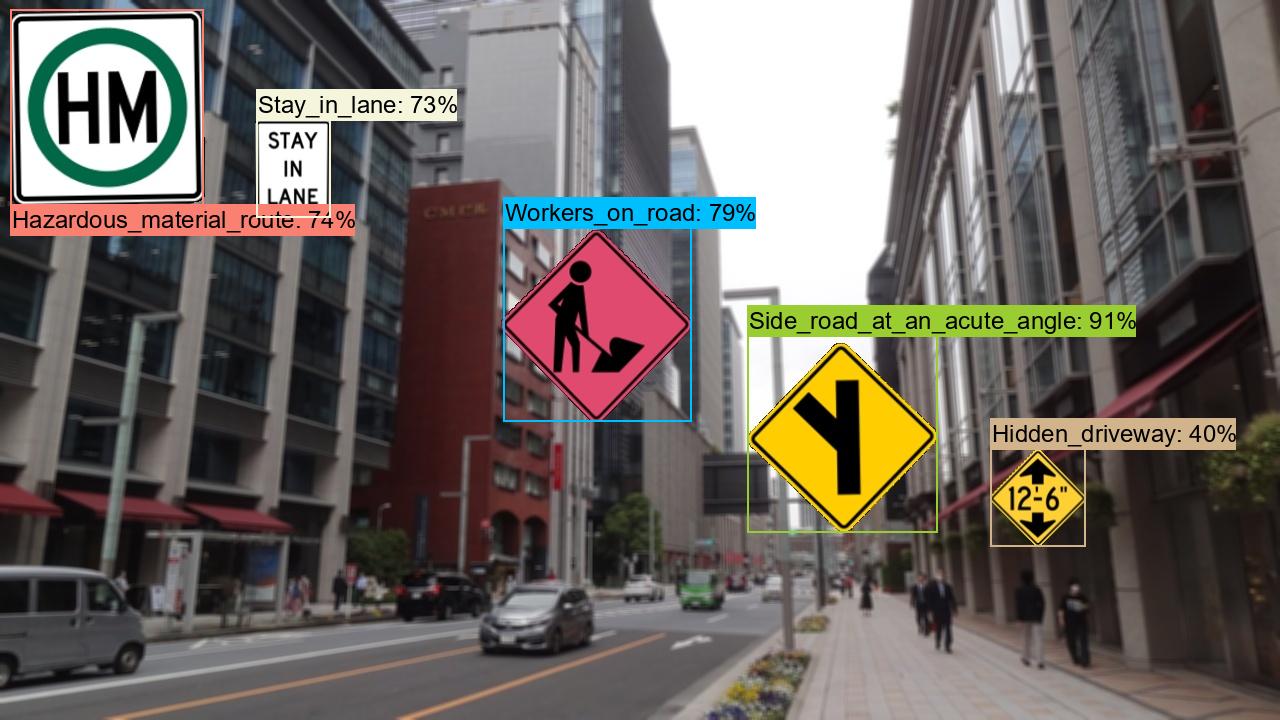 HM
Stay_in_lane: 73%
STAY
IN
LANE
Hazardous_material_route: 74%
Workers_on_road: 79%
Side_road_at_an_acute_angle: 91%
Hidden_driveway: 40%
12'-6"